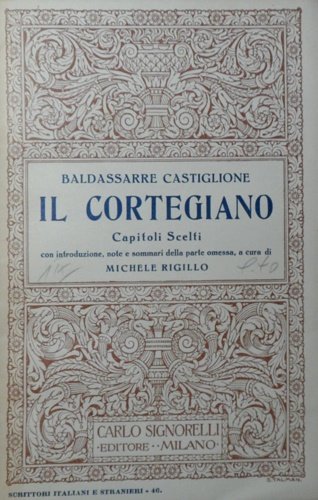 BALDASSARRE CASTIGLIONE
IL CORTEGIANO
Capitoli Scelti
con introduzione, note e sommari della parte omessa, a cura di
MICHELE RIGILLO
CARLO SIGNORELLI
·EDITORE··MILANO·
S. TALMAN.
SCRITTORI ITALIANI E STRANIERI - 46.